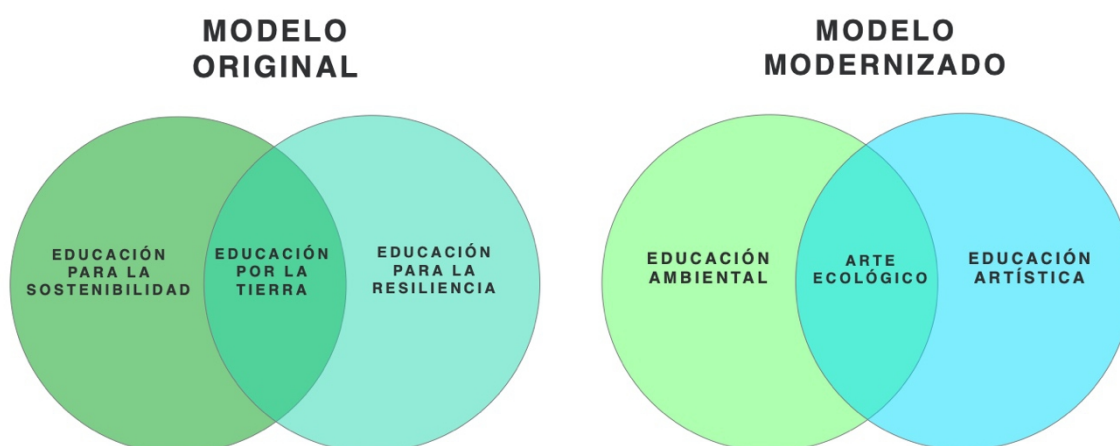 MODELO
ORIGINAL
EDUCACIÓN
PARA LA
SOSTENIBILIDAD
EDUCACIÓN
POR LA
TIERRA
EDUCACIÓN
PARA LA
RESILIENCIA
MODELO
MODERNIZADO
EDUCACIÓN
AMBIENTAL
ARTE
ECOLÓGICO
EDUCACIÓN
ARTÍSTICA